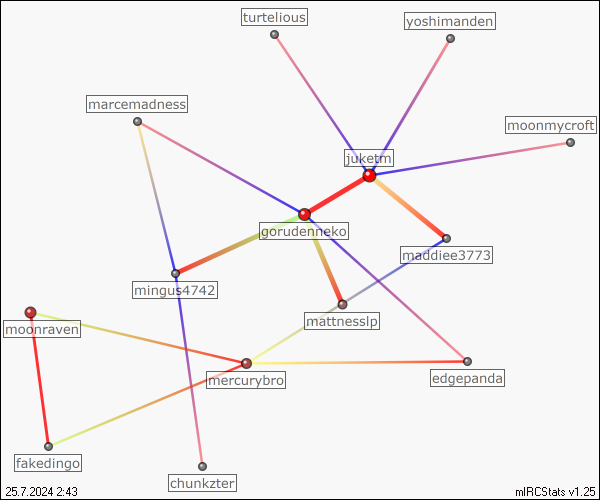 turtelious
yoshimanden
marcemadness
moonmycroft
juketm
gorudenneko
maddiee3773
mingus4742
mattnesslp
moonraven
mercurybro
edgepanda
fakedingo
chunkzter
25.7.2024 2:43
mIRCStats v1.25